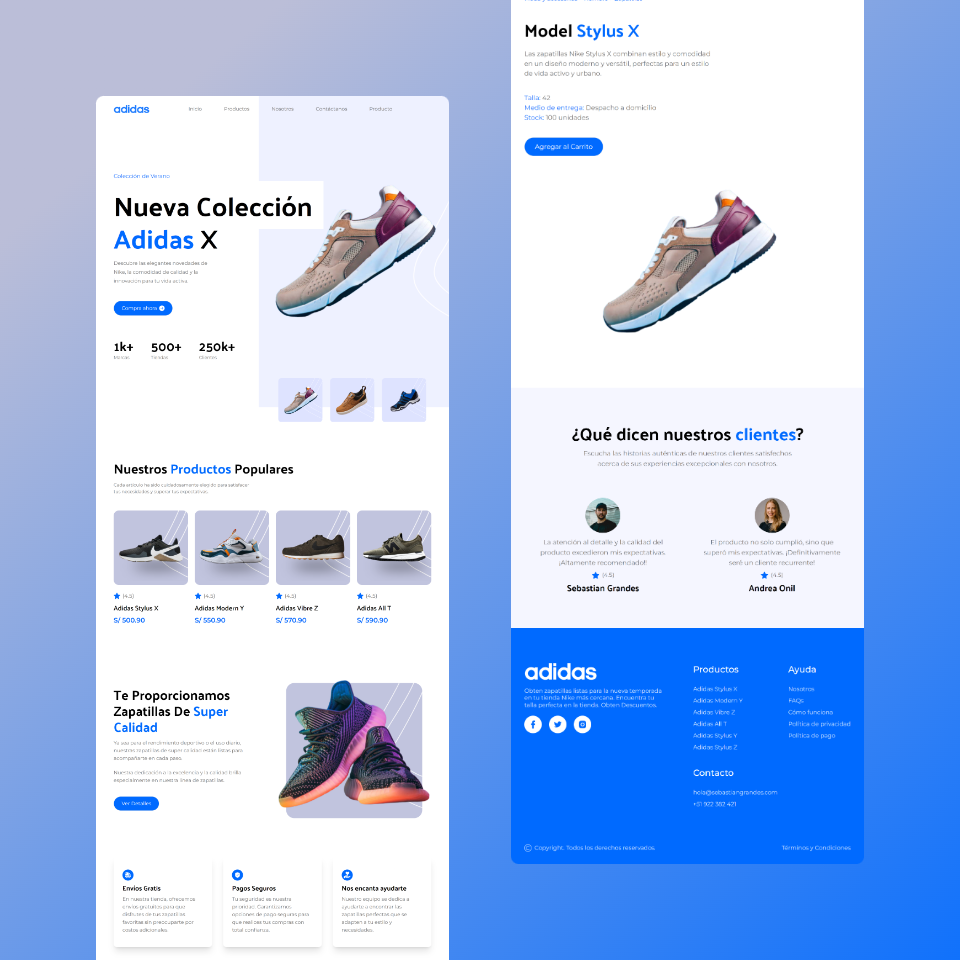 adidas
Inicio
Productos
Nosotros
Contáctanos
Producto
Colección de Verano
Nueva Colección
Adidas X
Descubre las elegantes novedades de
Nike, la comodidad de calidad y la
innovación para tu vida activa.
Compra ahora
1k+
500+
250k+
Marcas
Tiendas
Clientes
Nuestros Productos Populares
Cada artículo ha sido cuidadosamente elegido para satisfacer
tus necesidades y superar tus expectativas.
(4.5)
(4.5)
(4.5)
(4.5)
Adidas Stylus X
Adidas Modern Y
Adidas Vibre Z
Adidas All T
S/ 500.90
S/ 550.90
S/ 570.90
S/ 590.90
Te Proporcionamos
Zapatillas De Super
Calidad
Ya sea para el rendimiento deportivo o el uso diario,
nuestras zapatillas de super calidad están listas para
acompañarte en cada paso.
Nuestra dedicación a la excelencia y la calidad brilla
especialmente en nuestra línea de zapatillas
Ver Detalles
Envíos Gratis
En nuestra tienda, ofrecemos
envíos gratuitos para que
disfrutes de tus zapatillas
favoritas sin preocuparte por
costos adicionales.
Pagos Seguros
Tu seguridad es nuestra
prioridad. Garantizamos
opciones de pago seguras para
que realices tus compras con
total confianza.
Nos encanta ayudarte
Nuestro equipo se dedica a
ayudarte a encontrar las
zapatillas perfectas que se
adapten a tu estilo y
necesidades.
Model Stylus X
Las zapatillas Nike Stylus X combinan estilo y comodidad
en un diseño moderno y versátil, perfectas para un estilo
de vida activo y urbano.
Talla: 42
Medio de entrega: Despacho a domicilio
Stock: 100 unidades
Agregar al Carrito
¿Qué dicen nuestros clientes?
Escucha las historias auténticas de nuestros clientes satisfechos
acerca de sus experiencias excepcionales con nosotros.
La atención al detalle y la calidad del
producto excedieron mis expectativas.
¡Altamente recomendado!!
(4.5)
Sebastian Grandes
El producto no solo cumplió, sino que
superó mis expectativas. ¡Definitivamente
seré un cliente recurrente!
(4.5)
Andrea Onil
adidas
Obten zapatillas listas para la nueva temporada
en tu tienda Nike más cercana. Encuentra tu
talla perfecta en la tienda. Obten Descuentos.
Productos
Adidas Stylus X
Adidas Modern Y
Adidas Vibre Z
Adidas All T
Adidas Stylus Y
Adidas Stylus Z
Ayuda
Nosotros
FAQs
Cómo funciona
Política de privacidad
Política de pago
Contacto
hola@sebastiangrandes.com
+51 922 382 421
© Copyright. Todos los derechos reservados.
Términos y Condiciones